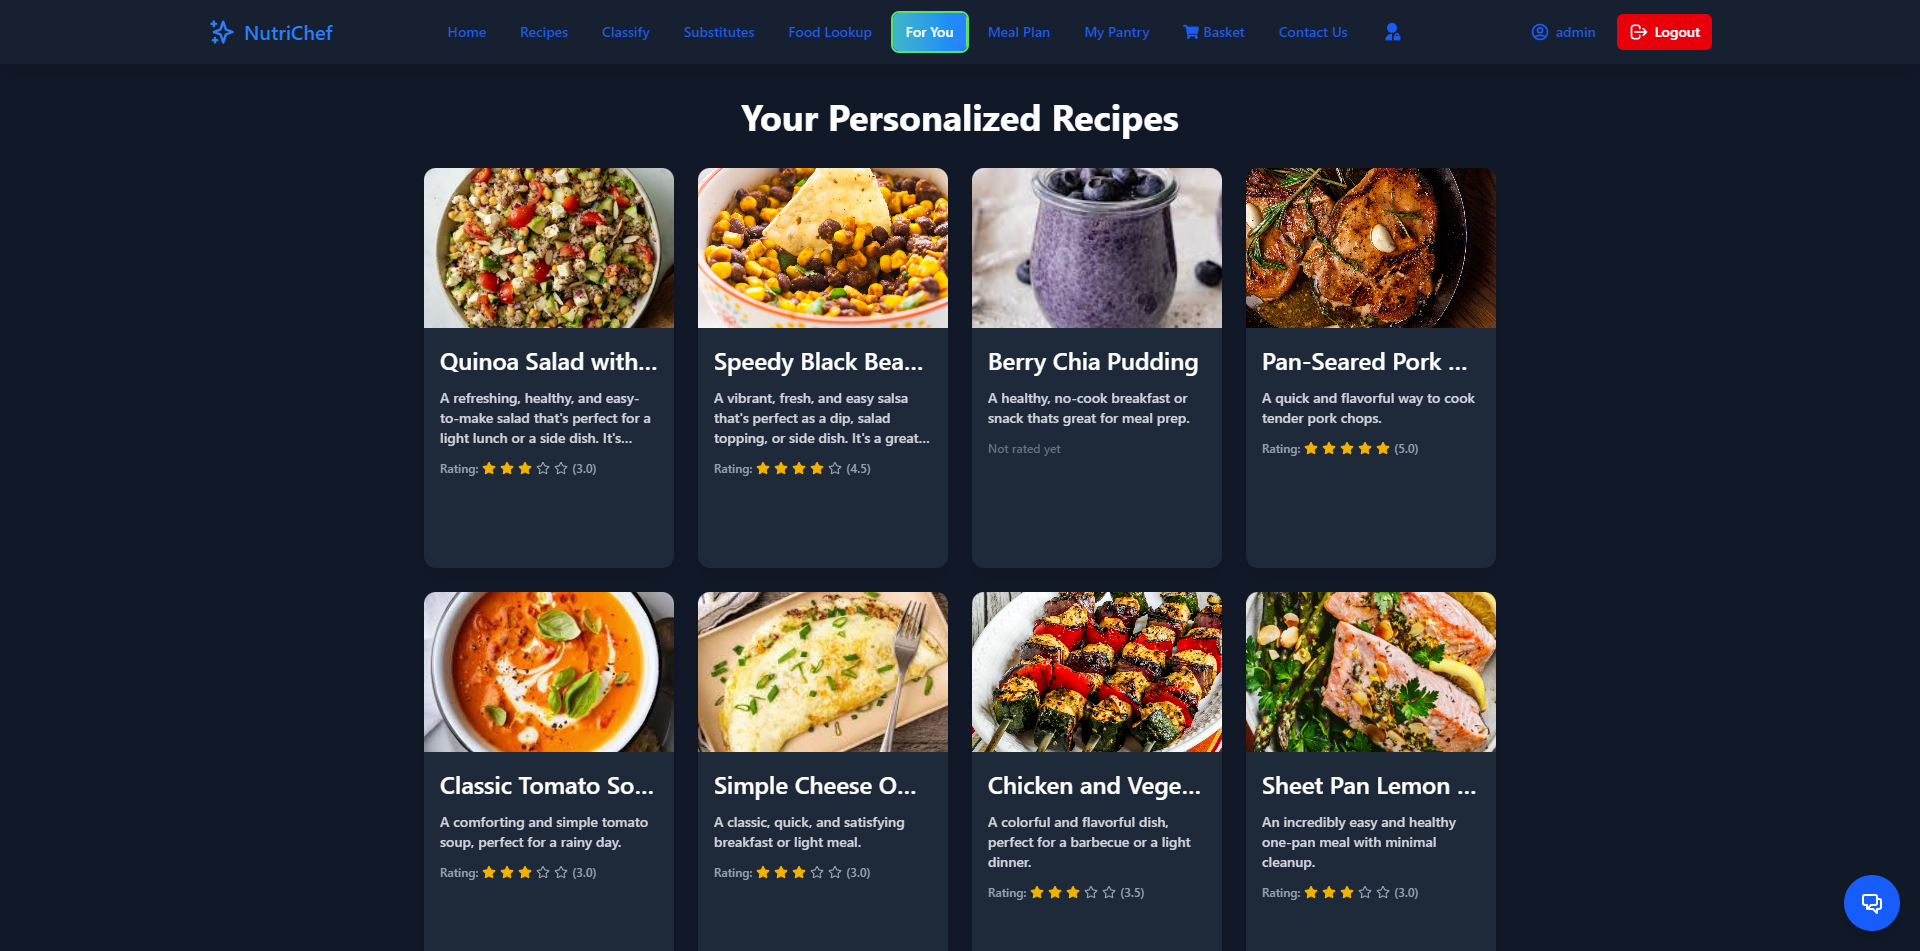 NutriChef
Home
Recipes
Classify
Substitutes
Food Lookup
For You
Meal Plan
My Pantry
Basket
Contact Us
admin
Logout
Your Personalized Recipes
Quinoa Salad with...
A refreshing, healthy, and easy-
to-make salad that's perfect for a
light lunch or a side dish. It's...
Rating: (3.0)
Speedy Black Bea...
A vibrant, fresh, and easy salsa
that's perfect as a dip, salad
topping, or side dish. It's a great...
Rating: (4.5)
Berry Chia Pudding
A healthy, no-cook breakfast or
snack thats great for meal prep.
Not rated yet
Pan-Seared Pork ...
A quick and flavorful way to cook
tender pork chops.
Rating: (5.0)
Classic Tomato So...
A comforting and simple tomato
soup, perfect for a rainy day.
Rating: (3.0)
Simple Cheese O...
A classic, quick, and satisfying
breakfast or light meal.
Rating: (3.0)
Chicken and Vege...
A colorful and flavorful dish,
perfect for a barbecue or a light
dinner.
Rating: (3.5)
Sheet Pan Lemon ...
An incredibly easy and healthy
one-pan meal with minimal
cleanup.
Rating: (3.0)